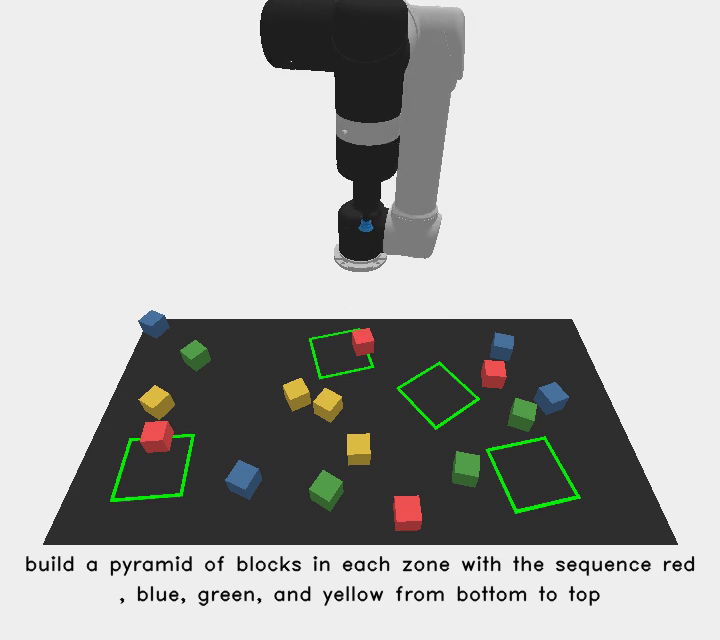 build a pyramid of blocks in each zone with the sequence red
, blue, green, and yellow from bottom to top